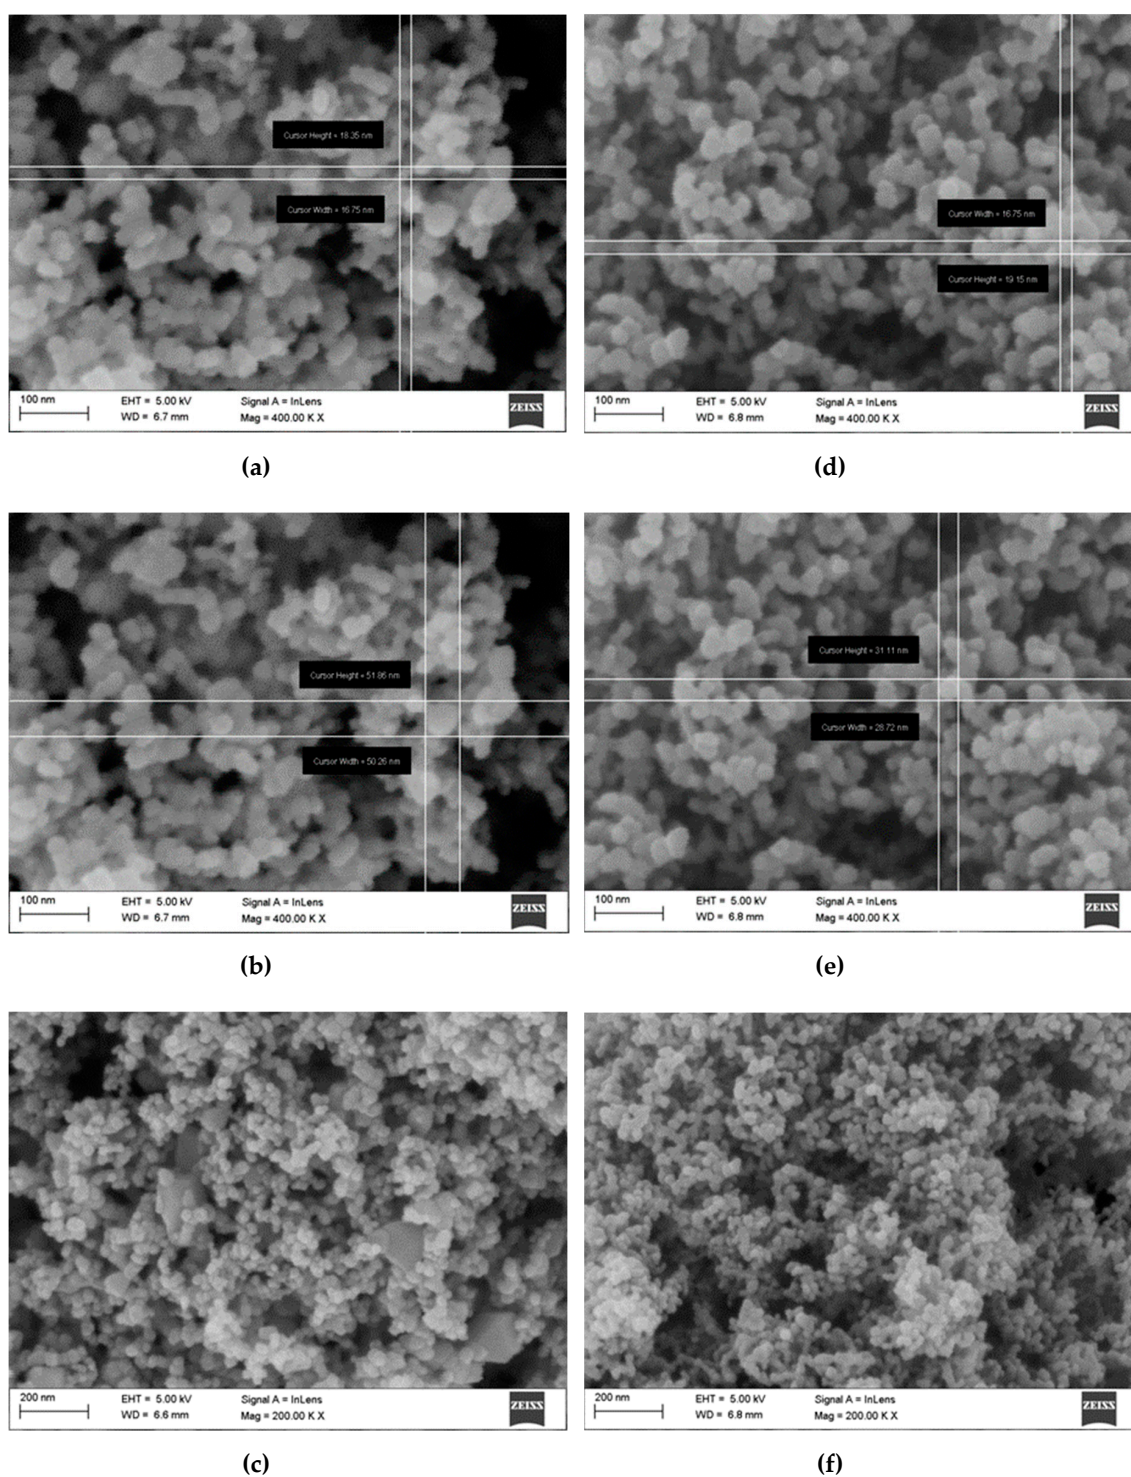 Cursor Height = 18.35 nm
Cursor Width = 16.75 nm
100 nm
EHT = 5.00 kV
Signal A = InLens
WD = 6.7 mm
Mag = 400.00 K X
ZEISS
(a)
Cursor Width = 16.75 nm
Cursor Height = 19.15 nm
100 nm
EHT = 5.00 kV
Signal A = InLens
WD = 6.8 mm
Mag = 400.00 K X
ZEISS
(d)
Cursor Height = 51.86 nm
Cursor Width = 50.26 nm
100 nm
EHT = 5.00 kV
Signal A = InLens
WD = 6.7 mm
Mag = 400.00 K X
ZEISS
(b)
Cursor Height = 31.11 nm
Cursor Width = 28.72 nm
100 nm
EHT = 5.00 kV
Signal A = InLens
WD = 6.8 mm
Mag = 400.00 K X
ZEISS
(e)
200 nm
EHT = 5.00 kV
Signal A = InLens
WD = 6.6 mm
Mag = 200.00 K X
ZEISS
(c)
200 nm
EHT = 5.00 kV
Signal A = InLens
WD = 6.8 mm
Mag = 200.00 K X
ZEISS
(f)